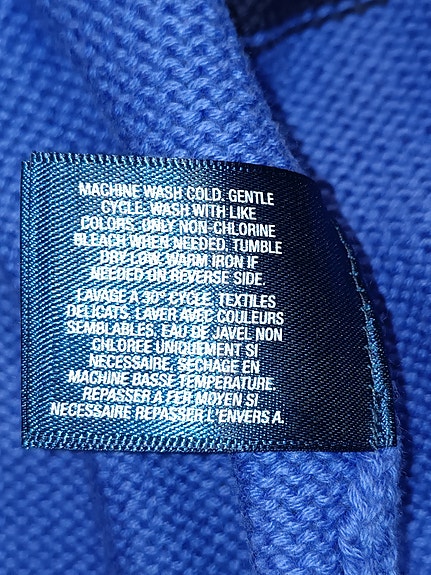 MACHINE WASH COLD. GENTLE
CYCLE. WASH WITH LIKE
COLORS. ONLY NON-CHLORINE
BLEACH WHEN NEEDED. TUMBLE
DRY LOW. WARM IRON IF
NEEDED ON REVERSE SIDE.
LAVAGE A 30° CYCLE, TEXTILES
DELICATS. LAVER AVEC COULEURS
SEMBLABLES, EAU DE JAVEL NON
CHLOREE UNIQUEMENT SI
NECESSAIRE, SECHAGE EN
MACHINE BASSE TEMPERATURE.
REPASSER A FER MOYEN SI
NECESSAIRE REPASSER L'ENVERS A.